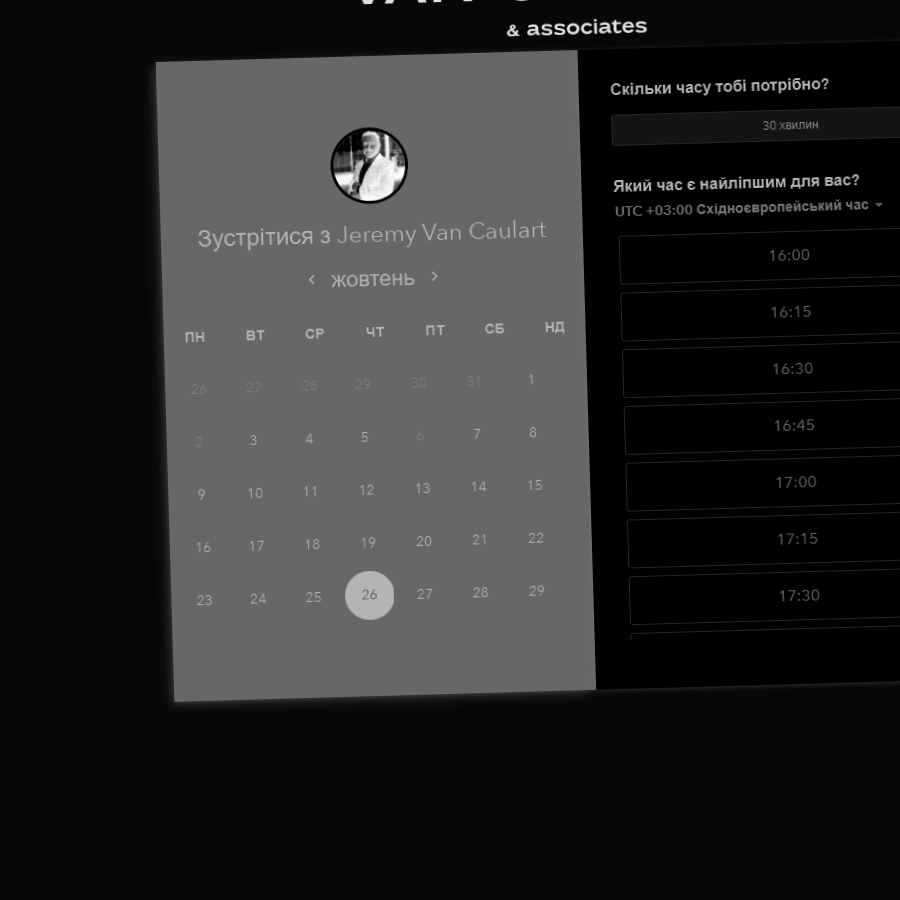 & associates
Зустрітися з Jeremy Van Caulart
жовтень
ПН ВТ СР ЧТ ПТ СБ НД
26 27 28 29 30 31 1
2 3 4 5 6 7 8
9 10 11 12 13 14 15
16 17 18 19 20 21 22
23 24 25 26 27 28 29
Скільки часу тобі потрібно?
30 хвилин
Який час є найліпшим для вас?
UTC +03:00 Східноєвропейський час
16:00
16:15
16:30
16:45
17:00
17:15
17:30